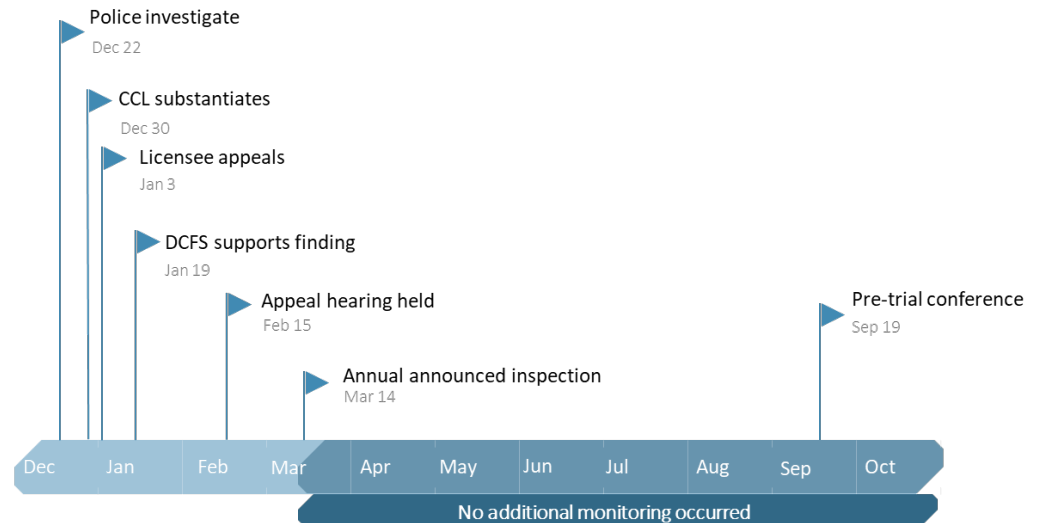 Police investigate
Dec 22
CCL substantiates
Dec 30
Licensee appeals
Jan 3
DCFS supports finding
Jan 19
Appeal hearing held
Feb 15
Pre-trial conference
Sep 19
Annual announced inspection
Mar 14
Dec Jan Feb Mar Apr May Jun Jul Aug Sep Oct
No additional monitoring occurred